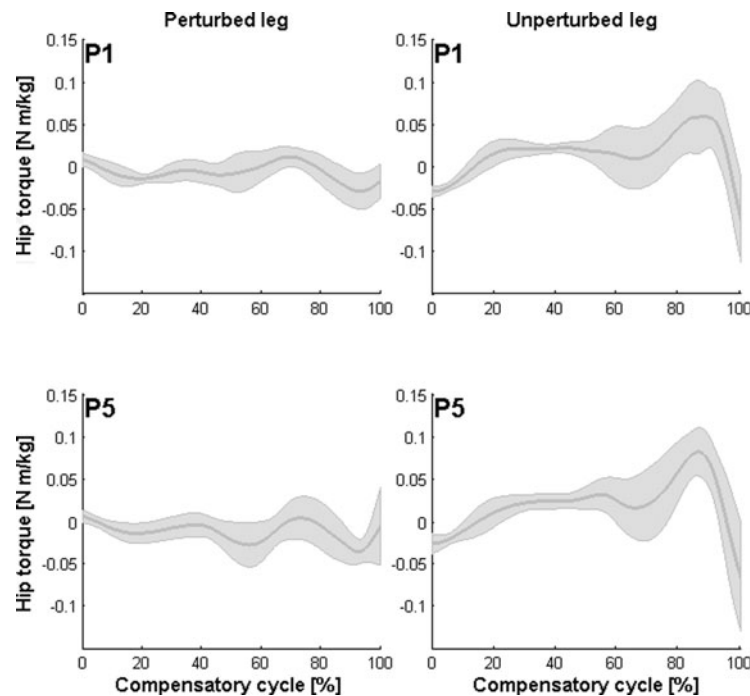 Perturbed leg
Unperturbed leg
P1
Hip torque [N m/kg]
0.15
0.1
0.05
0
-0.05
-0.1
0 20 40 60 80 100
P1
0.15
0.1
0.05
0
-0.05
-0.1
0 20 40 60 80 100
P5
Hip torque [N m/kg]
0.15
0.1
0.05
0
-0.05
-0.1
0 20 40 60 80 100
Compensatory cycle [%]
P5
0.15
0.1
0.05
0
-0.05
-0.1
0 20 40 60 80 100
Compensatory cycle [%]